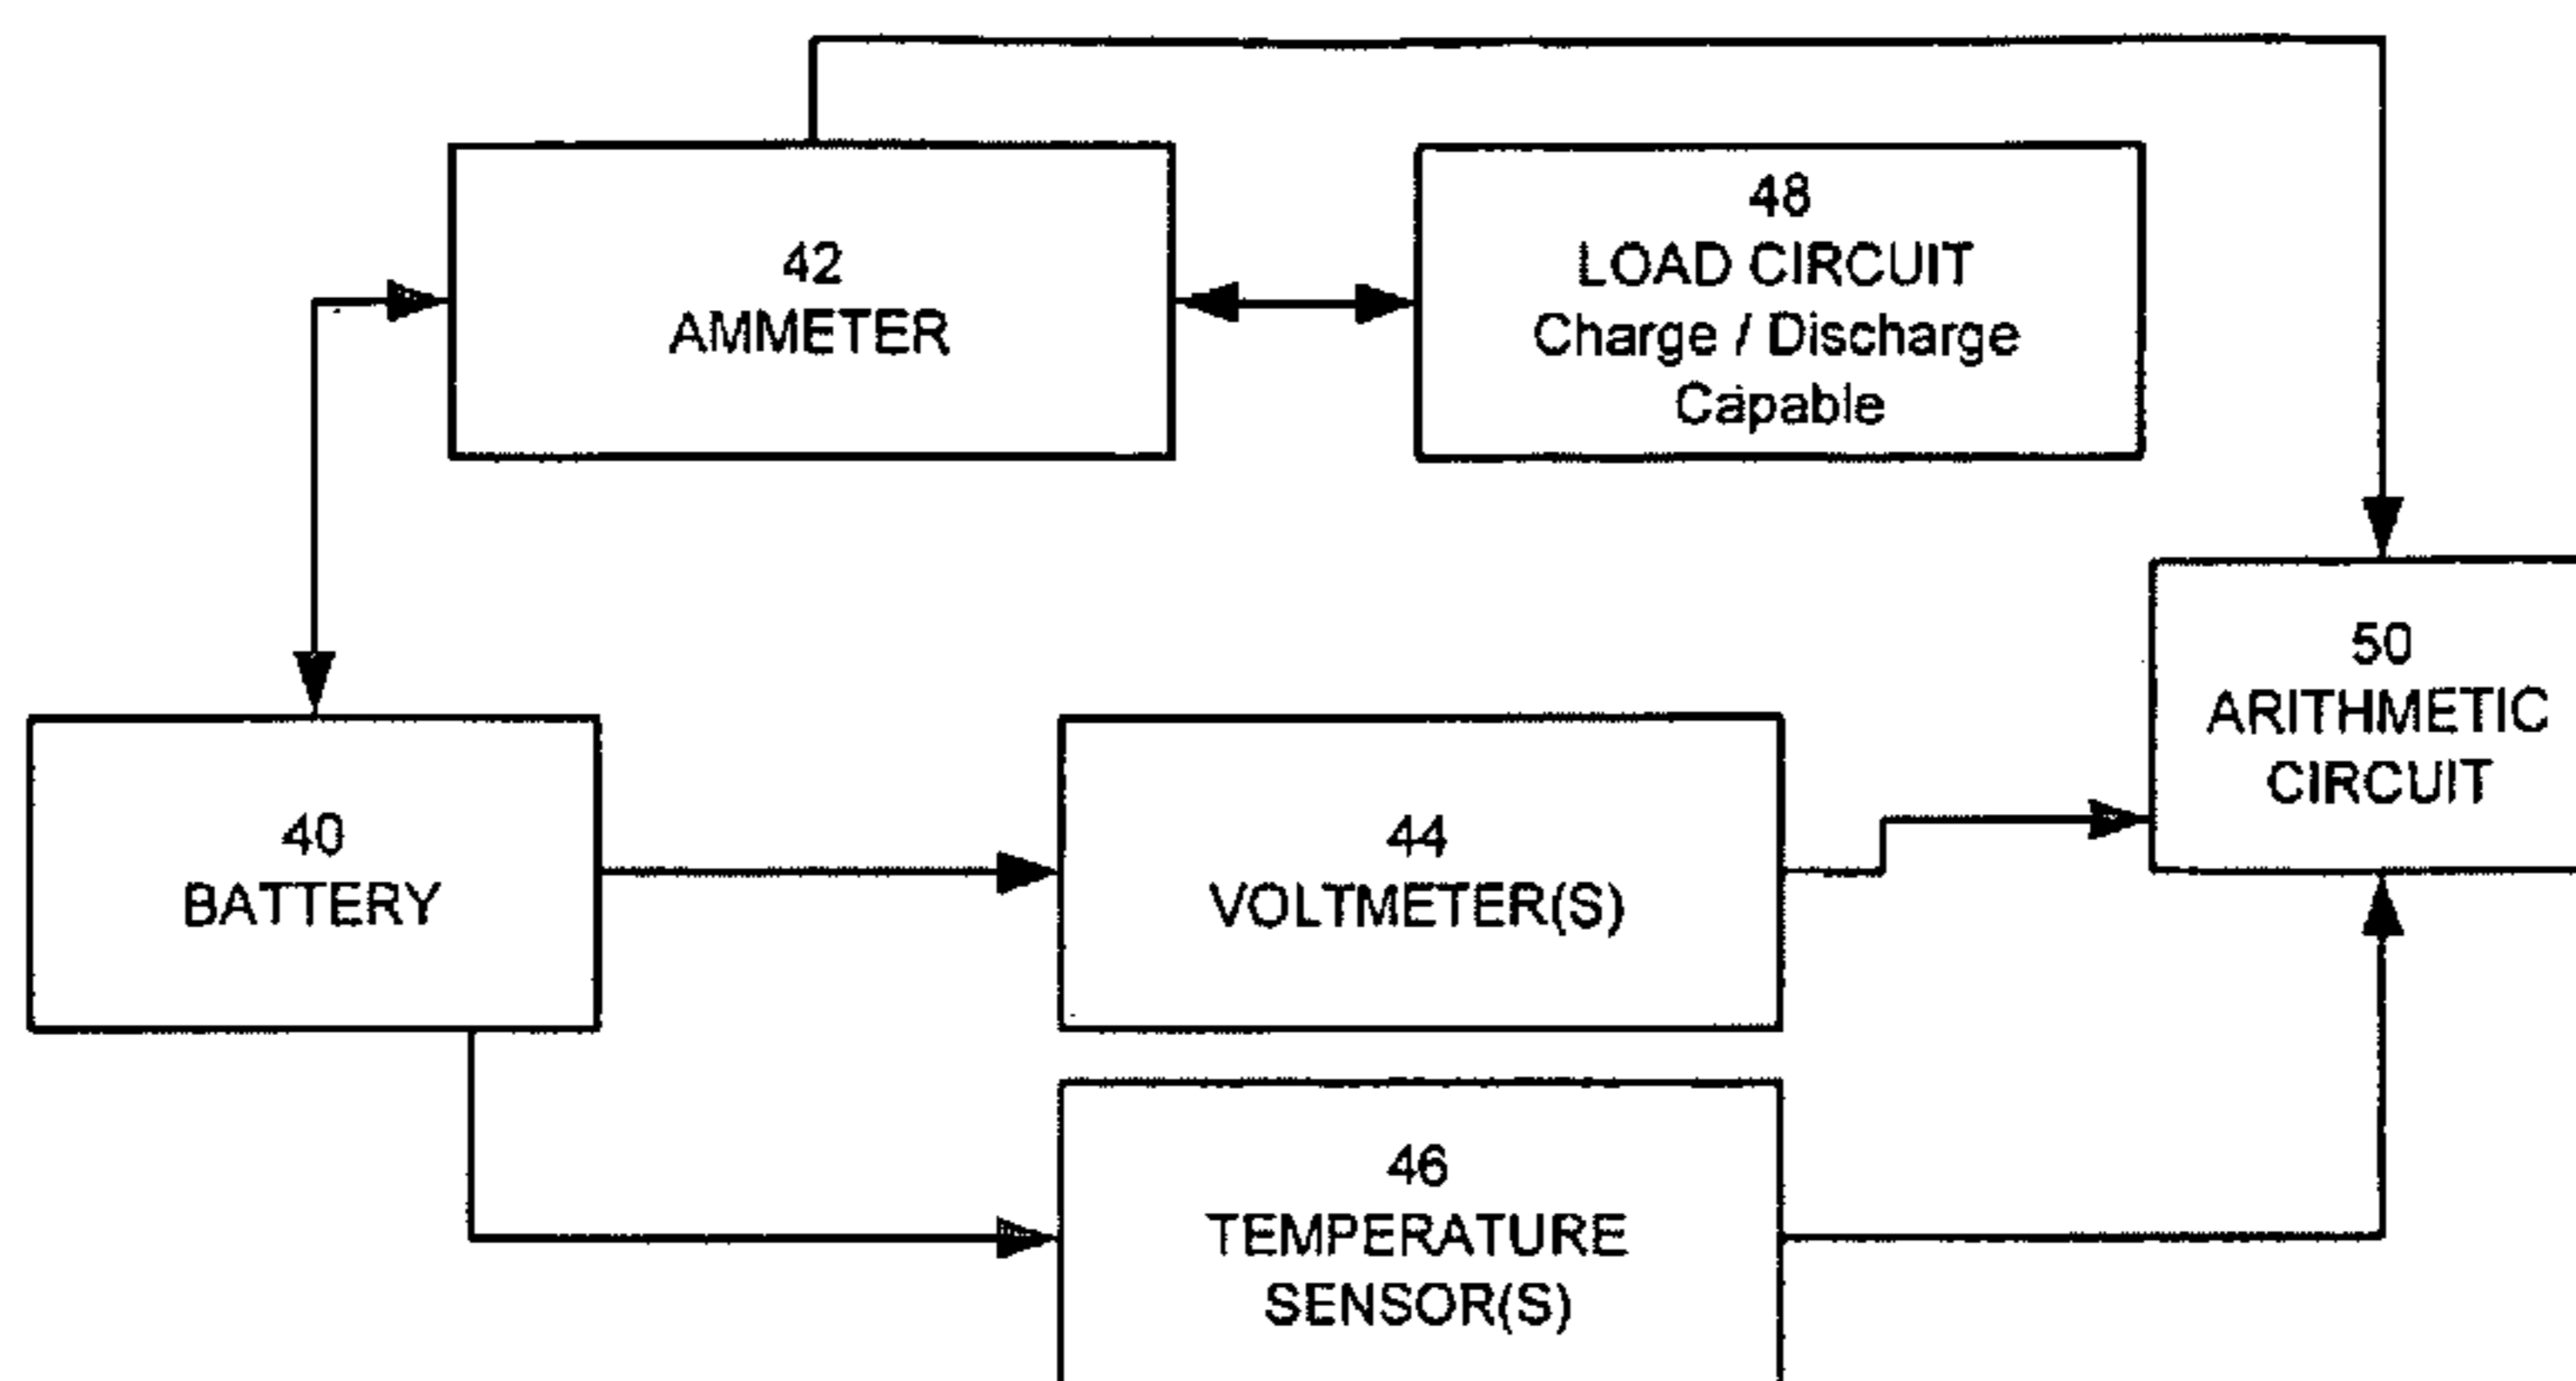 42
AMMETER
48
LOAD CIRCUIT
Charge / Discharge
Capable
50
ARITHMETIC
CIRCUIT
40
BATTERY
44
VOLTMETER(S)
46
TEMPERATURE
SENSOR(S)